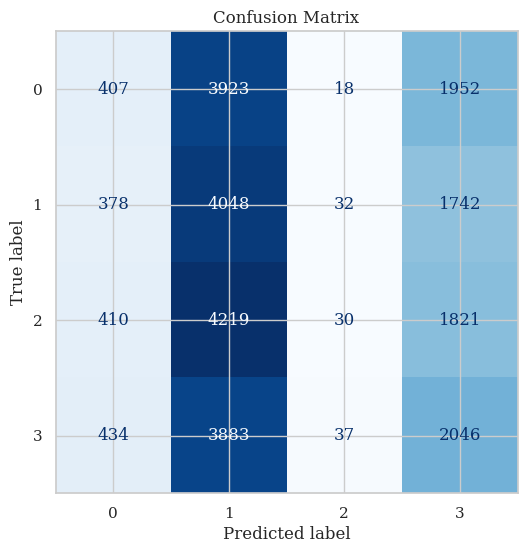 Confusion Matrix
0 407 3923 18 1952
1 378 4048 32 1742
2 410 4219 30 1821
3 434 3883 37 2046
0 1 2 3
Predicted label
True label